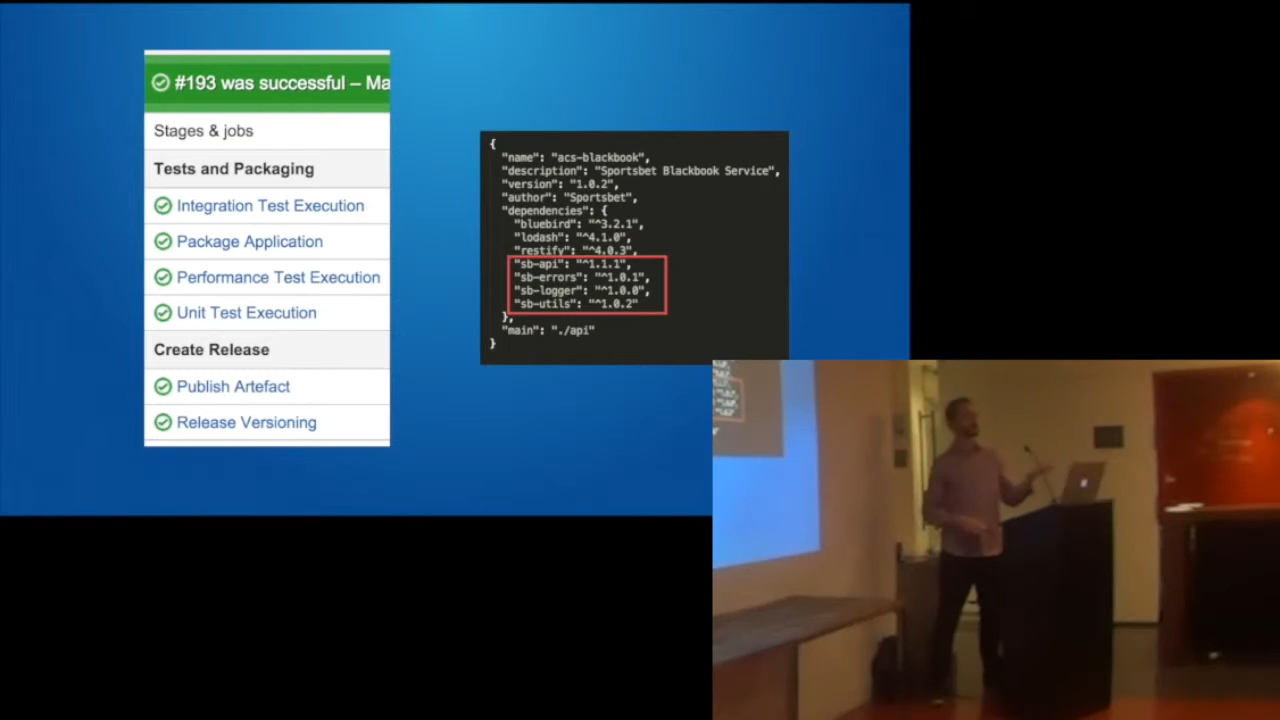 #193 was successful – Ma
Stages & jobs
Tests and Packaging
Integration Test Execution
Package Application
Performance Test Execution
Unit Test Execution
Create Release
Publish Artefact
Release Versioning
{
"name": "acs-blackbook",
"description": "Sportsbet Blackbook Service",
"version": "1.0.2",
"author": "Sportsbet",
"dependencies": {
"bluebird": "^3.2.1",
"lodash": "^4.1.0",
"restify": "^4.0.3",
"sb-api": "^1.1.1",
"sb-errors": "^1.0.1",
"sb-logger": "^1.0.0",
"sb-utils": "^1.0.2"
},
"main": "./api"
}